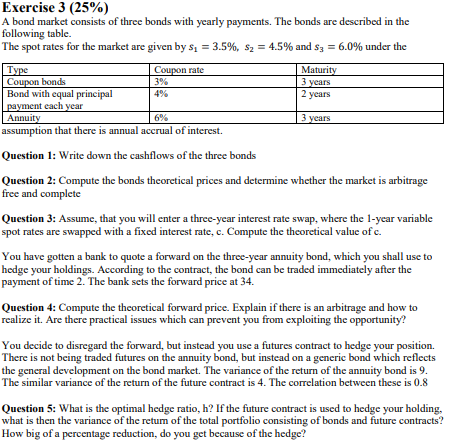 Exercise 3 (25%)
A bond market consists of three bonds with yearly payments. The bonds are described in the
following table.
The spot rates for the market are given by s₁ = 3.5%, s₂ = 4.5% and s₃ = 6.0% under the
Type Coupon rate Maturity
Coupon bonds 3% 3 years
Bond with equal principal 4% 2 years
payment each year
Annuity 6% 3 years
assumption that there is annual accrual of interest.
Question 1: Write down the cashflows of the three bonds
Question 2: Compute the bonds theoretical prices and determine whether the market is arbitrage
free and complete
Question 3: Assume, that you will enter a three-year interest rate swap, where the 1-year variable
spot rates are swapped with a fixed interest rate, c. Compute the theoretical value of c.
You have gotten a bank to quote a forward on the three-year annuity bond, which you shall use to
hedge your holdings. According to the contract, the bond can be traded immediately after the
payment of time 2. The bank sets the forward price at 34.
Question 4: Compute the theoretical forward price. Explain if there is an arbitrage and how to
realize it. Are there practical issues which can prevent you from exploiting the opportunity?
You decide to disregard the forward, but instead you use a futures contract to hedge your position.
There is not being traded futures on the annuity bond, but instead on a generic bond which reflects
the general development on the bond market. The variance of the return of the annuity bond is 9.
The similar variance of the return of the future contract is 4. The correlation between these is 0.8
Question 5: What is the optimal hedge ratio, h? If the future contract is used to hedge your holding,
what is then the variance of the return of the total portfolio consisting of bonds and future contracts?
How big of a percentage reduction, do you get because of the hedge?